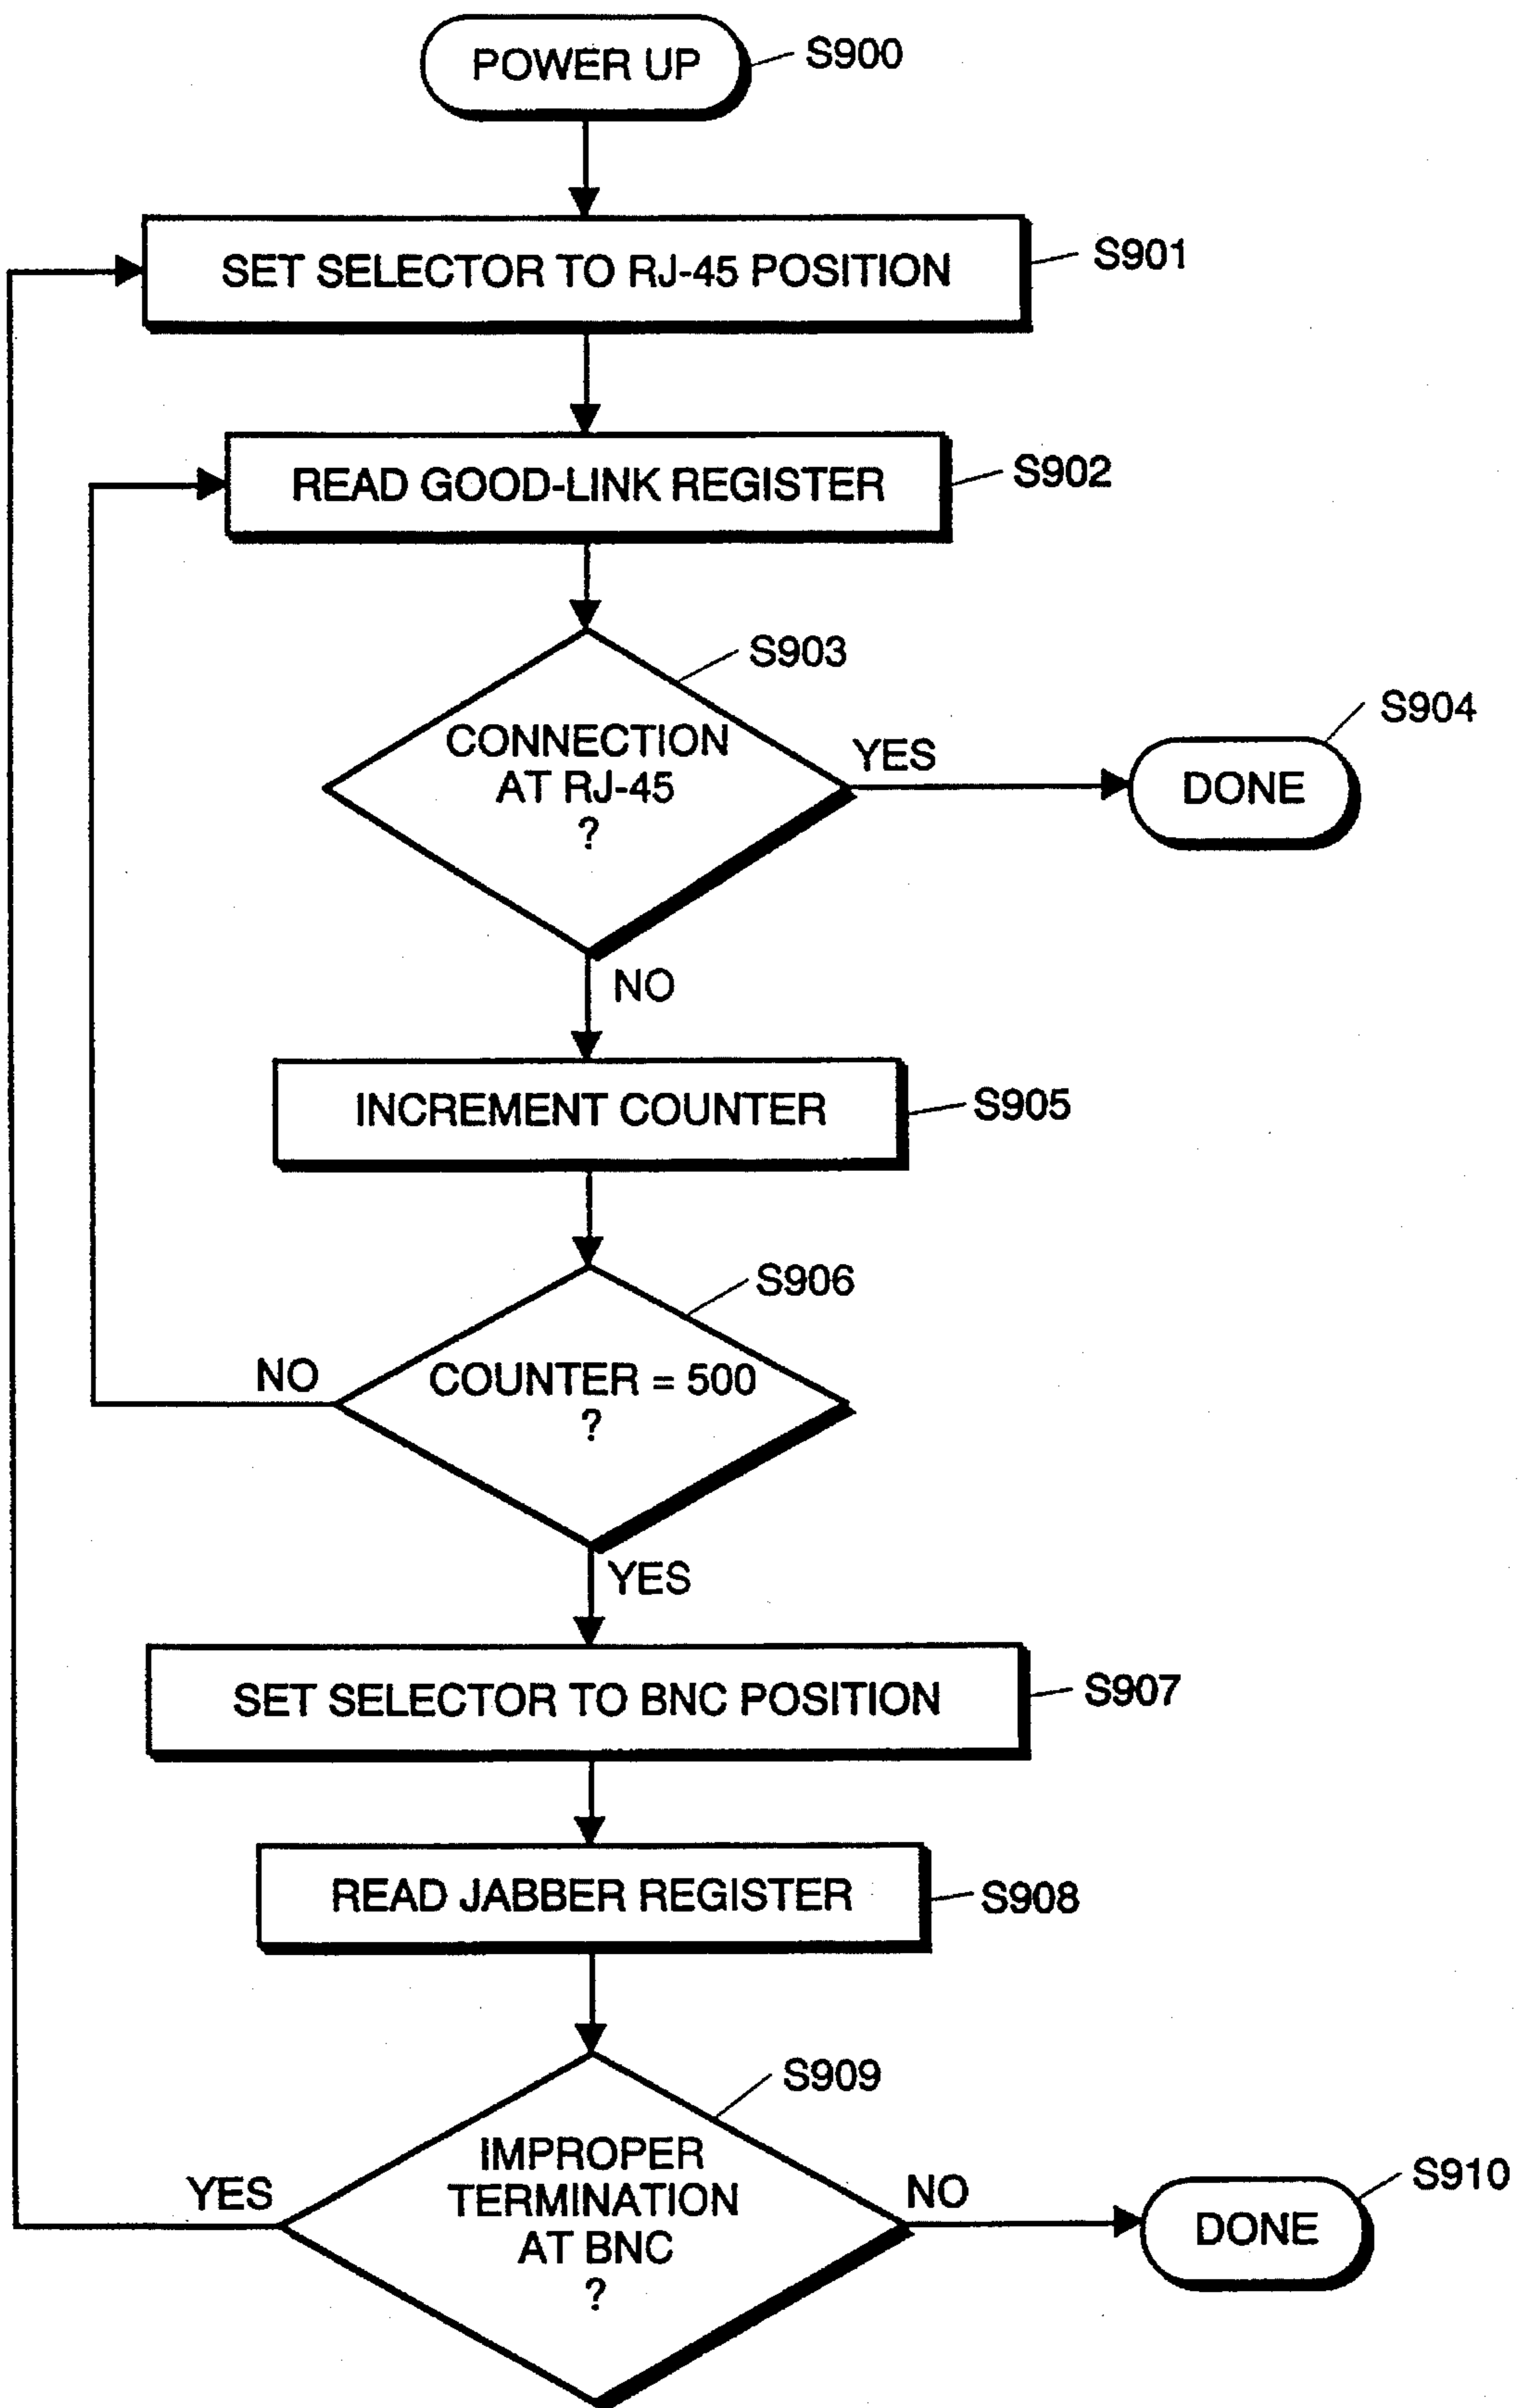 POWER UP
S900
SET SELECTOR TO RJ-45 POSITION
S901
READ GOOD-LINK REGISTER
S902
S903
CONNECTION
AT RJ-45
?
YES
S904
DONE
NO
INCREMENT COUNTER
S905
S906
NO
COUNTER = 500
?
YES
SET SELECTOR TO BNC POSITION
S907
READ JABBER REGISTER
S908
S909
IMPROPER
TERMINATION
AT BNC
?
YES
NO
S910
DONE